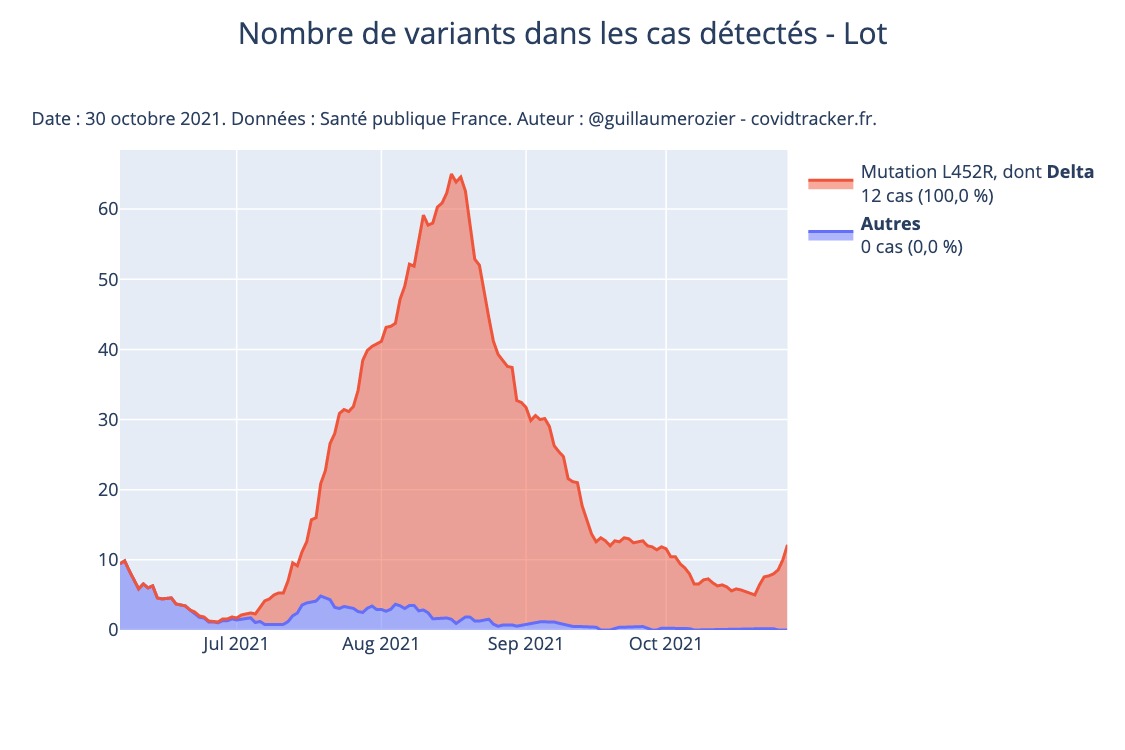 Nombre de variants dans les cas détectés - Lot
Date : 30 octobre 2021. Données : Santé publique France. Auteur : @guillaumerozier - covidtracker.fr.
Mutation L452R, dont Delta
12 cas (100,0 %)
Autres
0 cas (0,0 %)
60
50
40
30
20
10
0
Jul 2021
Aug 2021
Sep 2021
Oct 2021